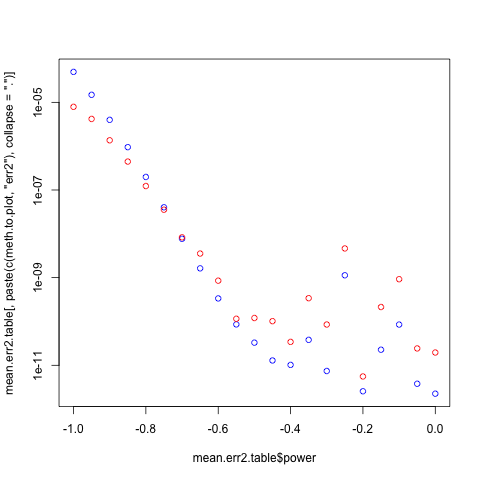 mean.err2.table[, paste(c(meth.to.plot, "err2"), collapse = ".")]
1e-05
1e-07
1e-09
1e-11
-1.0 -0.8 -0.6 -0.4 -0.2 0.0
mean.err2.table$power